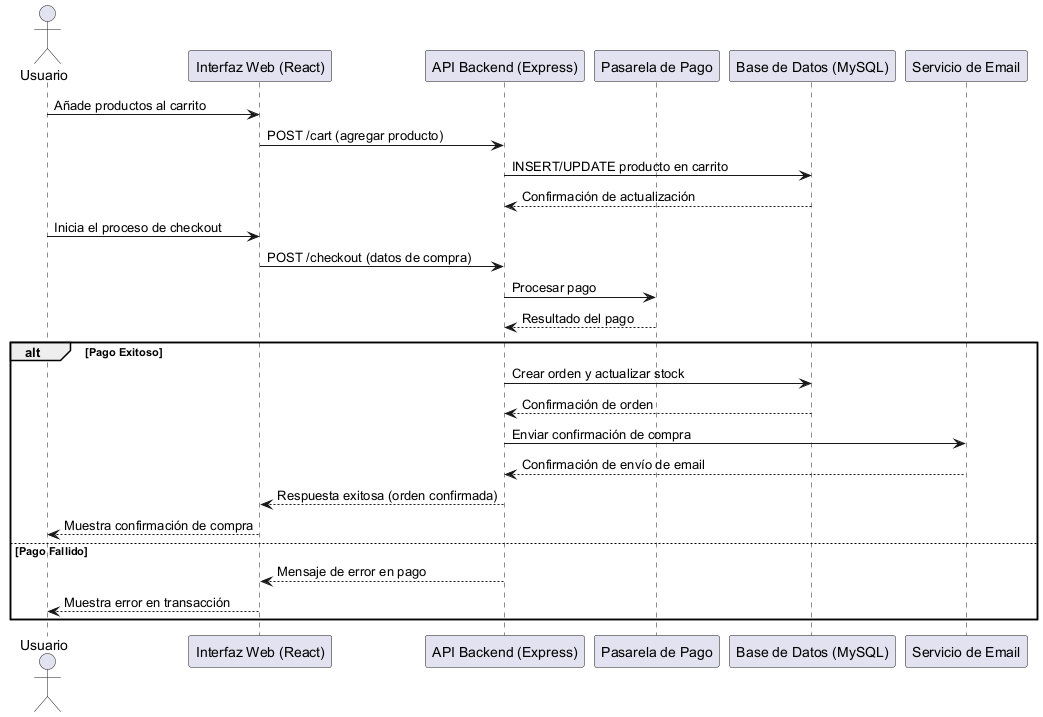 Usuario
Interfaz Web (React)
API Backend (Express)
Pasarela de Pago
Base de Datos (MySQL)
Servicio de Email
Añade productos al carrito
POST /cart (agregar producto)
INSERT/UPDATE producto en carrito
Confirmación de actualización
Inicia el proceso de checkout
POST /checkout (datos de compra)
Procesar pago
Resultado del pago
alt [Pago Exitoso]
Crear orden y actualizar stock
Confirmación de orden
Enviar confirmación de compra
Confirmación de envío de email
Respuesta exitosa (orden confirmada)
Muestra confirmación de compra
[Pago Fallido]
Mensaje de error en pago
Muestra error en transacción
Usuario
Interfaz Web (React)
API Backend (Express)
Pasarela de Pago
Base de Datos (MySQL)
Servicio de Email